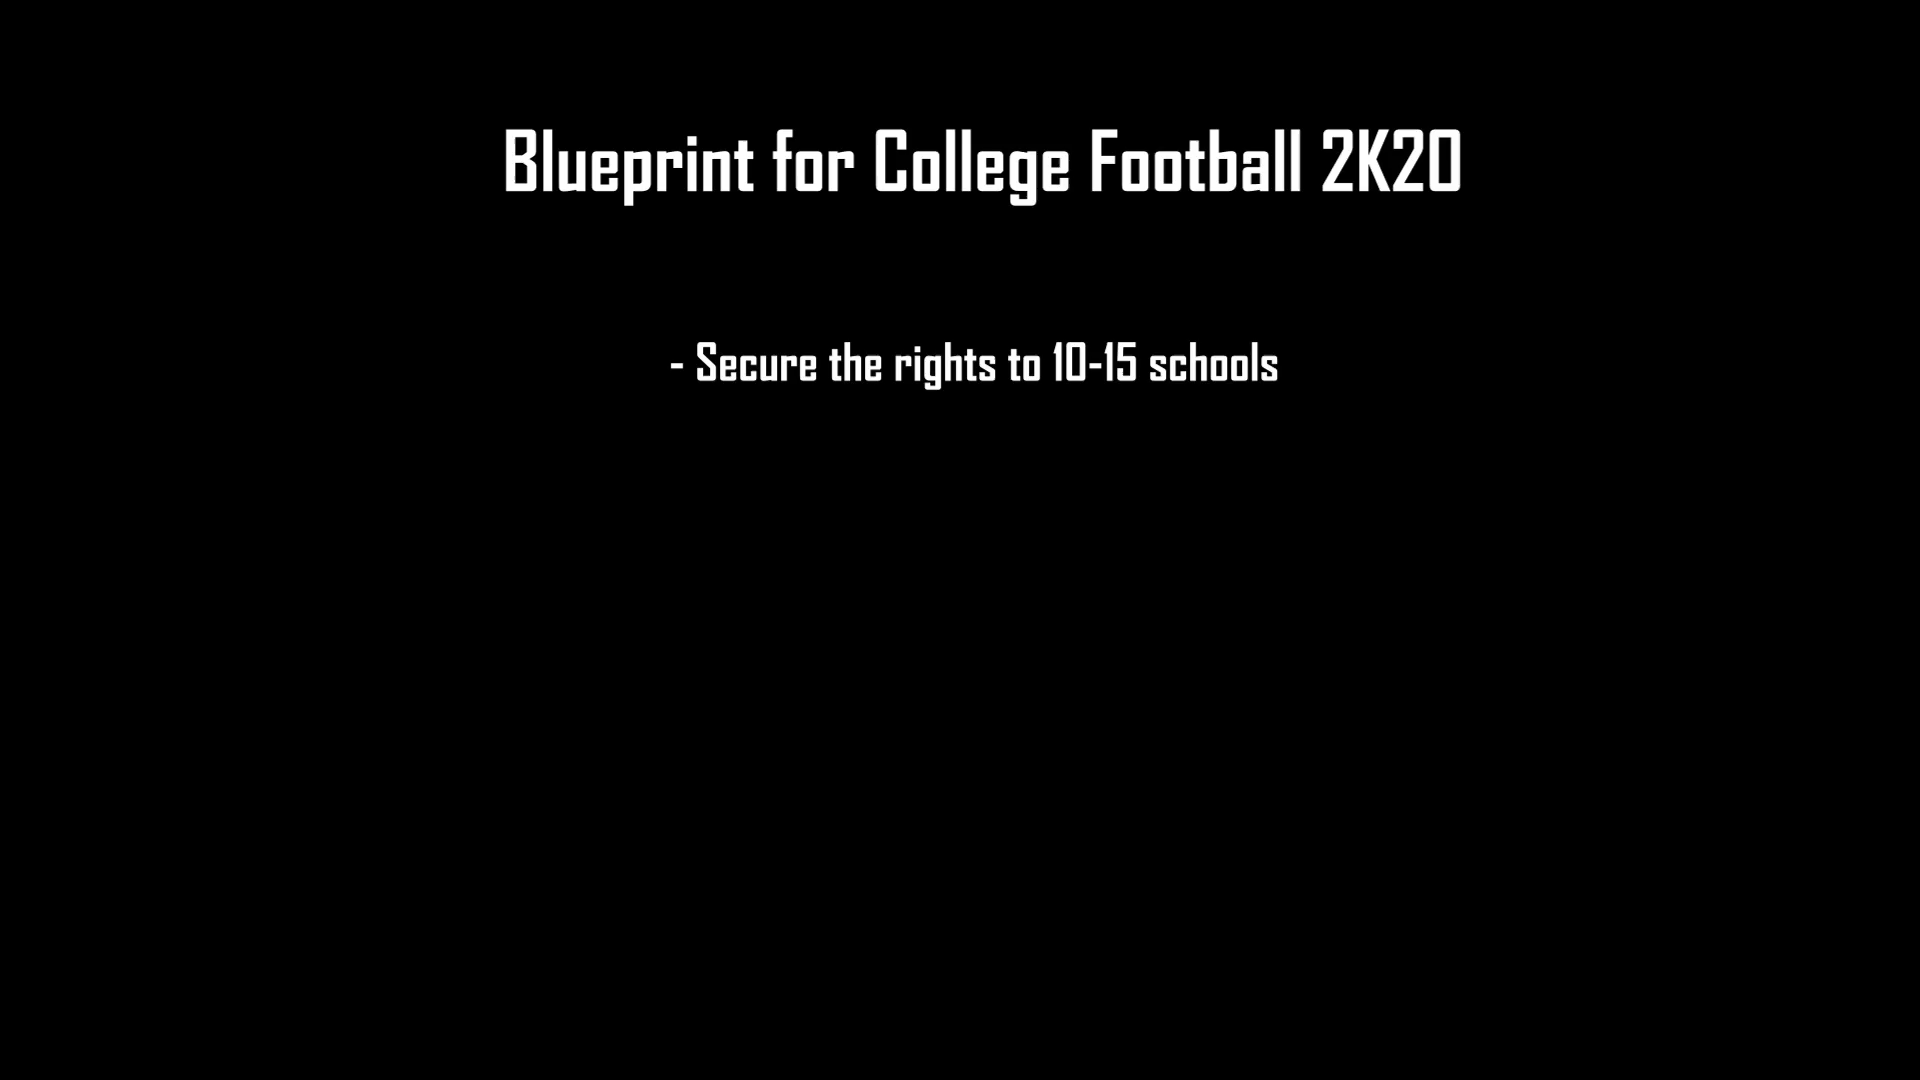 Blueprint for College Football 2K20
- Secure the rights to 10-15 schools